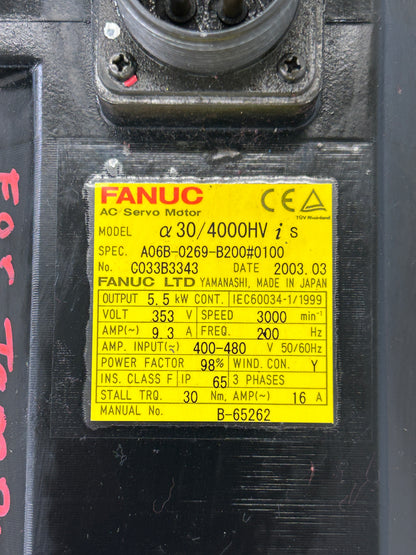 FANUC CE TÜV Rheinland
AC Servo Motor
MODEL α30/4000HV i s
SPEC. A06B-0269-B200#0100
No. C033B3343 DATE 2003.03
FANUC LTD YAMANASHI, MADE IN JAPAN
OUTPUT 5.5 kW CONT. IEC60034-1/1999
VOLT 353 V SPEED 3000 min⁻¹
AMP(~) 9.3 A FREQ. 200 Hz
AMP. INPUT(~) 400-480 V 50/60Hz
POWER FACTOR 98% WIND. CON. Y
INS. CLASS F IP 65 3 PHASES
STALL TRQ. 30 Nm, AMP(~) 16 A
MANUAL No. B-65262
For